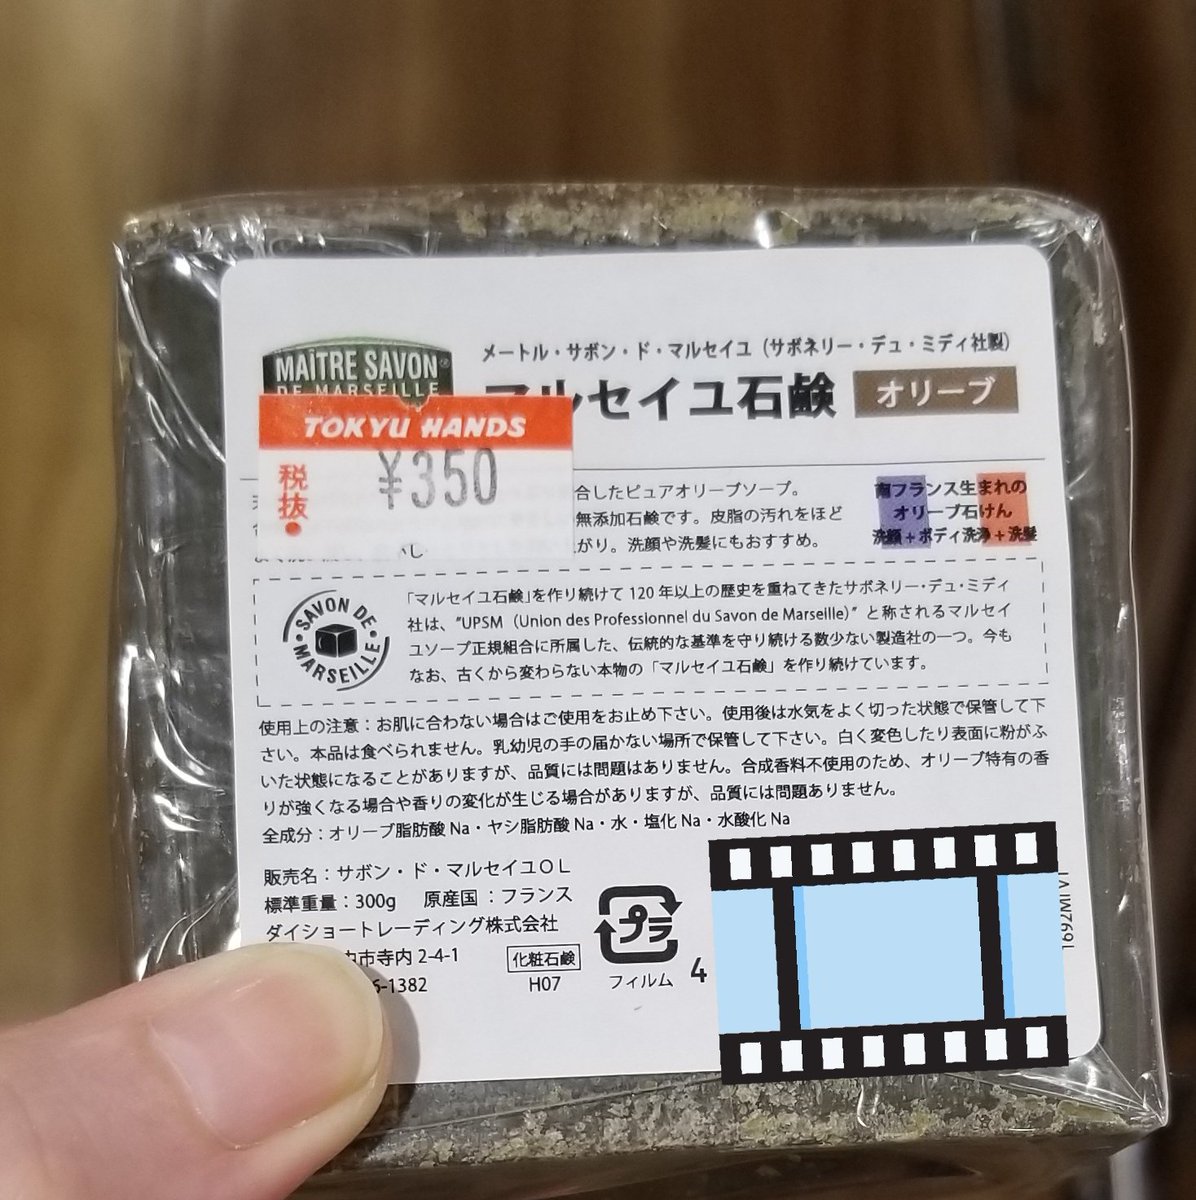 MAÎTRE SAVON®
DE MARSEILLE
TOKYU HANDS
税抜
¥350
メートル・サボン・ド・マルセイユ（サボネリー・デュ・ミディ社製）
ルセイユ石鹸
オリーブ
合したピュアオリーブソープ。
無添加石鹸です。皮脂の汚れをほど
がり。洗顔や洗髪にもおすすめ。
南フランス生まれの
オリーブ石けん
洗顔+ボディ洗浄+洗髪
SAVON DE MARSEILLE
「マルセイユ石鹸」を作り続けて 120 年以上の歴史を重ねてきたサボネリー・デュ・ミディ
社は、“UPSM（Union des Professionnel du Savon de Marseille）” と称されるマルセイ
ユソープ正規組合に所属した、伝統的な基準を守り続ける数少ない製造社の一つ。今も
なお、古くから変わらない本物の「マルセイユ石鹸」を作り続けています。
使用上の注意：お肌に合わない場合はご使用をお止め下さい。使用後は水気をよく切った状態で保管して下
さい。本品は食べられません。乳幼児の手の届かない場所で保管して下さい。白く変色したり表面に粉がふ
いた状態になることがありますが、品質には問題はありません。合成香料不使用のため、オリーブ特有の香
りが強くなる場合や香りの変化が生じる場合がありますが、品質には問題ありません。
全成分：オリーブ脂肪酸 Na・ヤシ脂肪酸 Na・水・塩化 Na・水酸化 Na
販売名：サボン・ド・マルセイユＯＬ
標準重量：300g 原産国：フランス
ダイショートレーディング株式会社
市寺内 2-4-1
6-1382
化粧石鹸
H07
プラ
フィルム
4